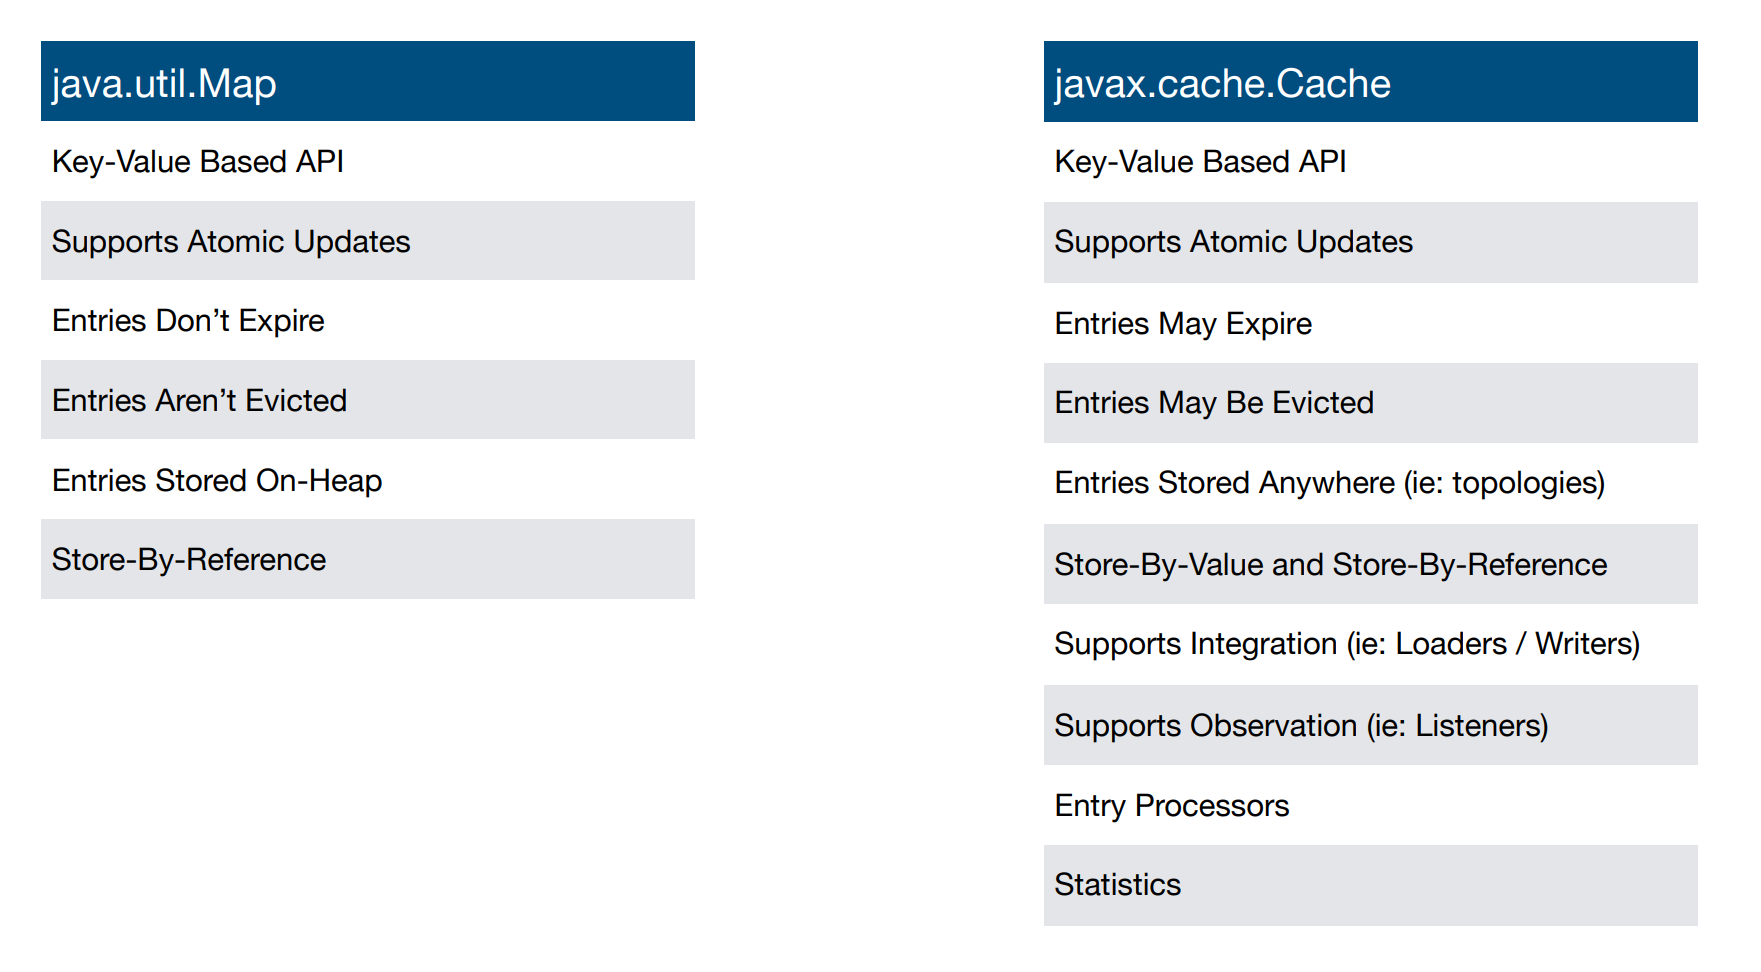 java.util.Map
Key-Value Based API
Supports Atomic Updates
Entries Don’t Expire
Entries Aren’t Evicted
Entries Stored On-Heap
Store-By-Reference
javax.cache.Cache
Key-Value Based API
Supports Atomic Updates
Entries May Expire
Entries May Be Evicted
Entries Stored Anywhere (ie: topologies)
Store-By-Value and Store-By-Reference
Supports Integration (ie: Loaders / Writers)
Supports Observation (ie: Listeners)
Entry Processors
Statistics